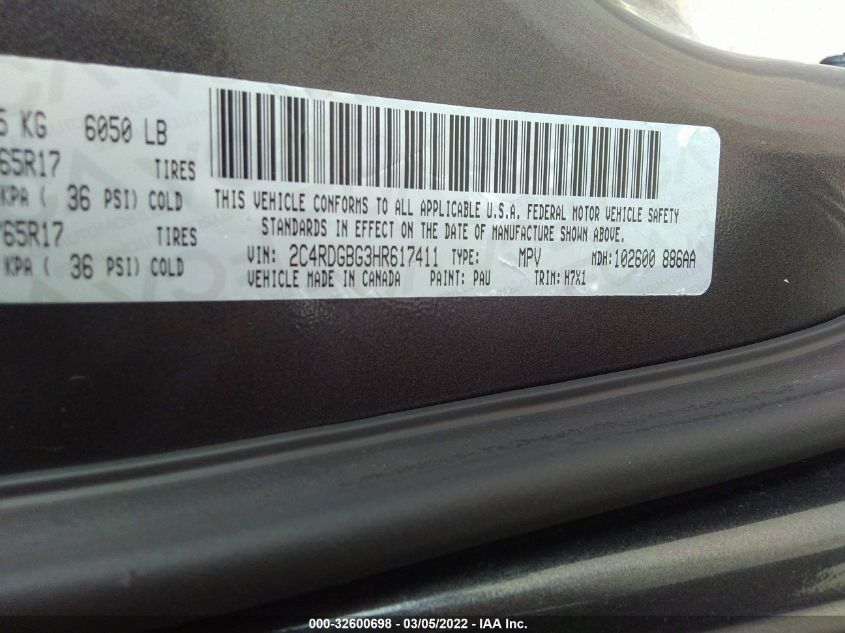 5 KG 6050 LB
65R17 TIRES
KPA ( 36 PSI) COLD
65R17 TIRES
KPA ( 36 PSI) COLD
THIS VEHICLE CONFORMS TO ALL APPLICABLE U.S.A. FEDERAL MOTOR VEHICLE SAFETY
STANDARDS IN EFFECT ON THE DATE OF MANUFACTURE SHOWN ABOVE.
VIN: 2C4RDGBG3HR617411 TYPE: MPV MDH:102600 886AA
VEHICLE MADE IN CANADA PAINT: PAU TRIM: H7X1
000-32600698 - 03/05/2022 - IAA Inc.